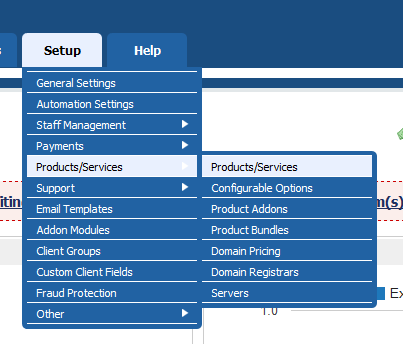 Setup
Help
General Settings
Automation Settings
Staff Management
Payments
Products/Services
Support
Email Templates
Addon Modules
Client Groups
Custom Client Fields
Fraud Protection
Other
Products/Services
Configurable Options
Product Addons
Product Bundles
Domain Pricing
Domain Registrars
Servers
1.0